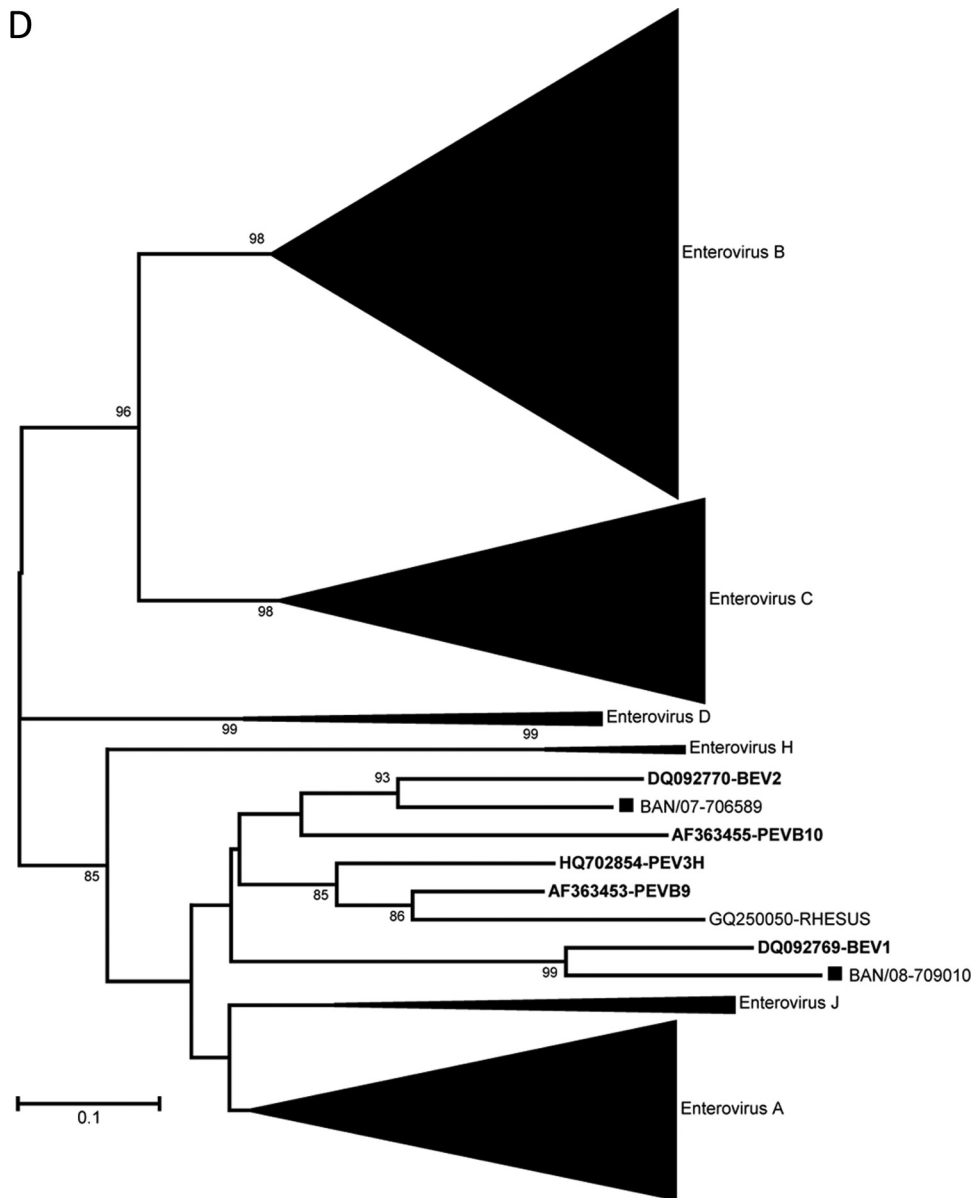 D
98
Enterovirus B
96
98
Enterovirus C
99
99
Enterovirus D
Enterovirus H
93
DQ092770-BEV2
BAN/07-706589
AF363455-PEVB10
85
85
HQ702854-PEV3H
AF363453-PEVB9
86
GQ250050-RHESUS
DQ092769-BEV1
99
BAN/08-709010
Enterovirus J
Enterovirus A
0.1